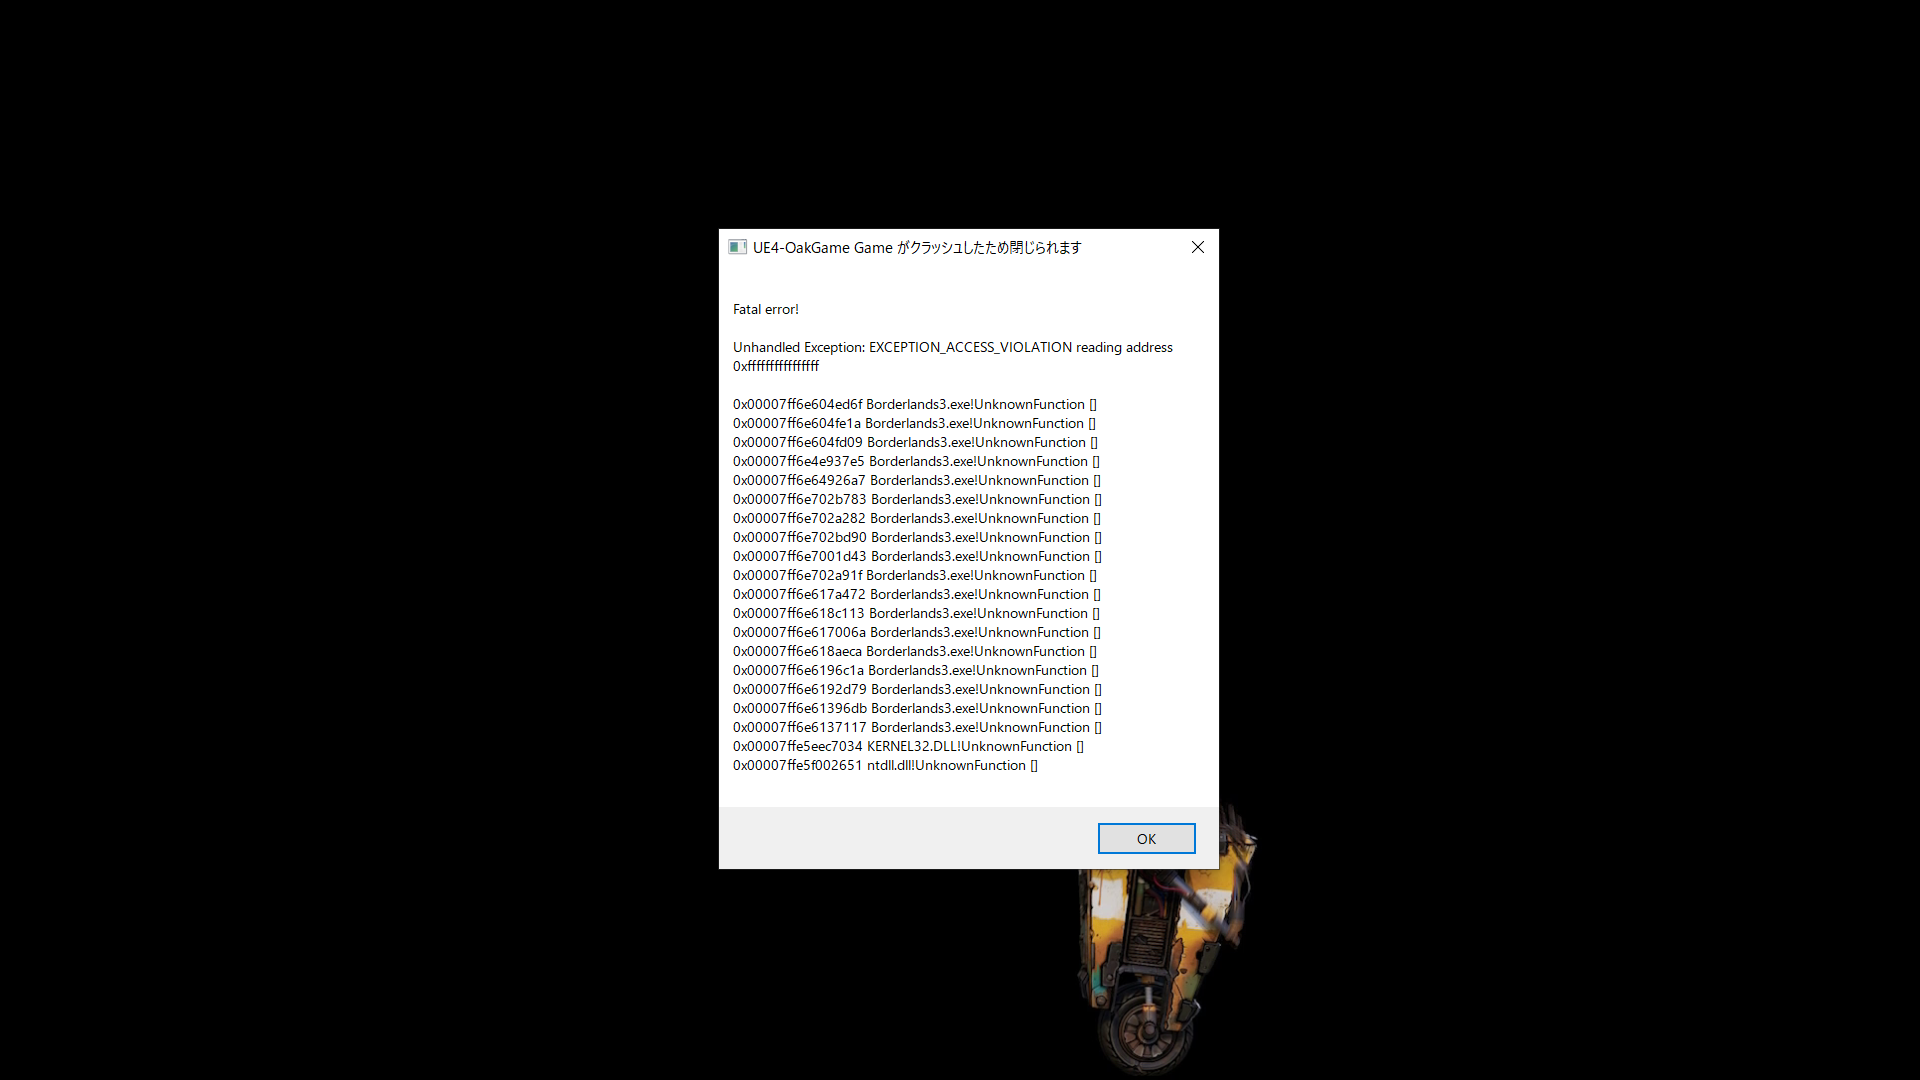 UE4-OakGame Game がクラッシュしたため閉じられます
Fatal error!
Unhandled Exception: EXCEPTION_ACCESS_VIOLATION reading address
0xffffffffffffffff
0x00007ff6e604ed6f Borderlands3.exe!UnknownFunction []
0x00007ff6e604fe1a Borderlands3.exe!UnknownFunction []
0x00007ff6e604fd09 Borderlands3.exe!UnknownFunction []
0x00007ff6e4e937e5 Borderlands3.exe!UnknownFunction []
0x00007ff6e64926a7 Borderlands3.exe!UnknownFunction []
0x00007ff6e702b783 Borderlands3.exe!UnknownFunction []
0x00007ff6e702a282 Borderlands3.exe!UnknownFunction []
0x00007ff6e702bd90 Borderlands3.exe!UnknownFunction []
0x00007ff6e7001d43 Borderlands3.exe!UnknownFunction []
0x00007ff6e702a91f Borderlands3.exe!UnknownFunction []
0x00007ff6e617a472 Borderlands3.exe!UnknownFunction []
0x00007ff6e618c113 Borderlands3.exe!UnknownFunction []
0x00007ff6e617006a Borderlands3.exe!UnknownFunction []
0x00007ff6e618aeca Borderlands3.exe!UnknownFunction []
0x00007ff6e6196c1a Borderlands3.exe!UnknownFunction []
0x00007ff6e6192d79 Borderlands3.exe!UnknownFunction []
0x00007ff6e61396db Borderlands3.exe!UnknownFunction []
0x00007ff6e6137117 Borderlands3.exe!UnknownFunction []
0x00007ffe5eec7034 KERNEL32.DLL!UnknownFunction []
0x00007ffe5f002651 ntdll.dll!UnknownFunction []
OK